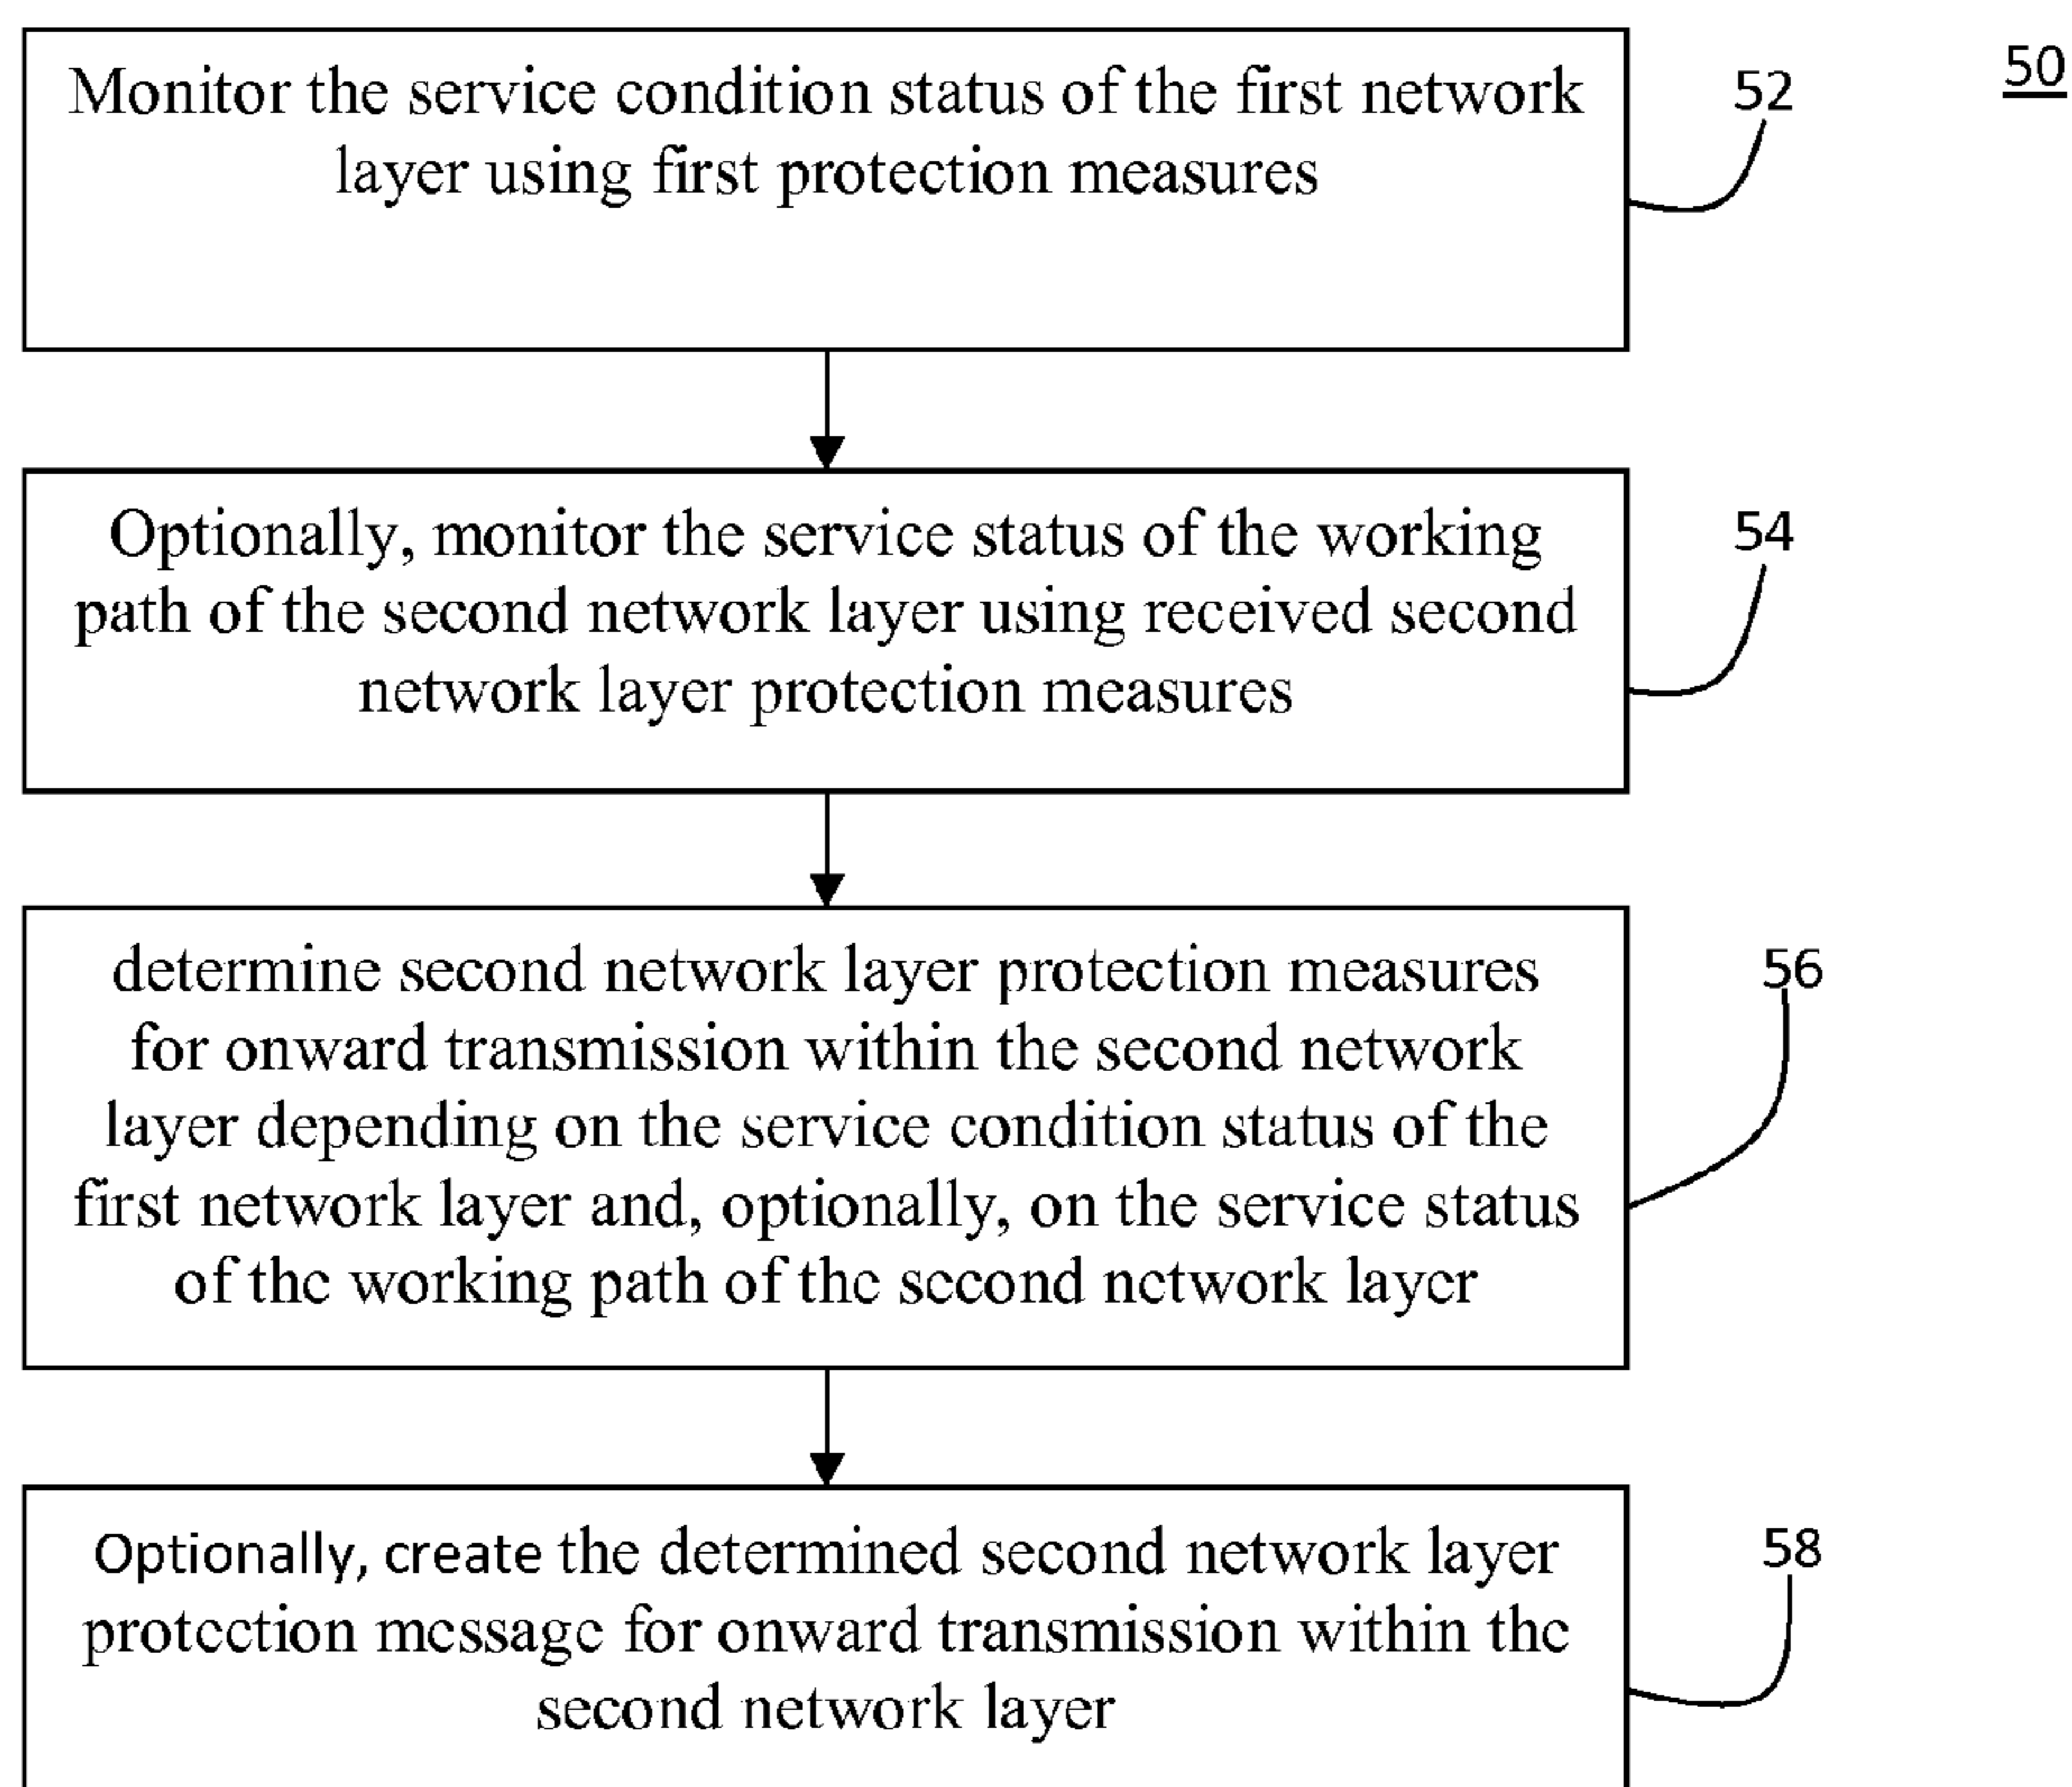 50
Monitor the service condition status of the first network
layer using first protection measures
52
Optionally, monitor the service status of the working
path of the second network layer using received second
network layer protection measures
54
determine second network layer protection measures
for onward transmission within the second network
layer depending on the service condition status of the
first network layer and, optionally, on the service status
of the working path of the second network layer
56
Optionally, create the determined second network layer
protection message for onward transmission within the
second network layer
58